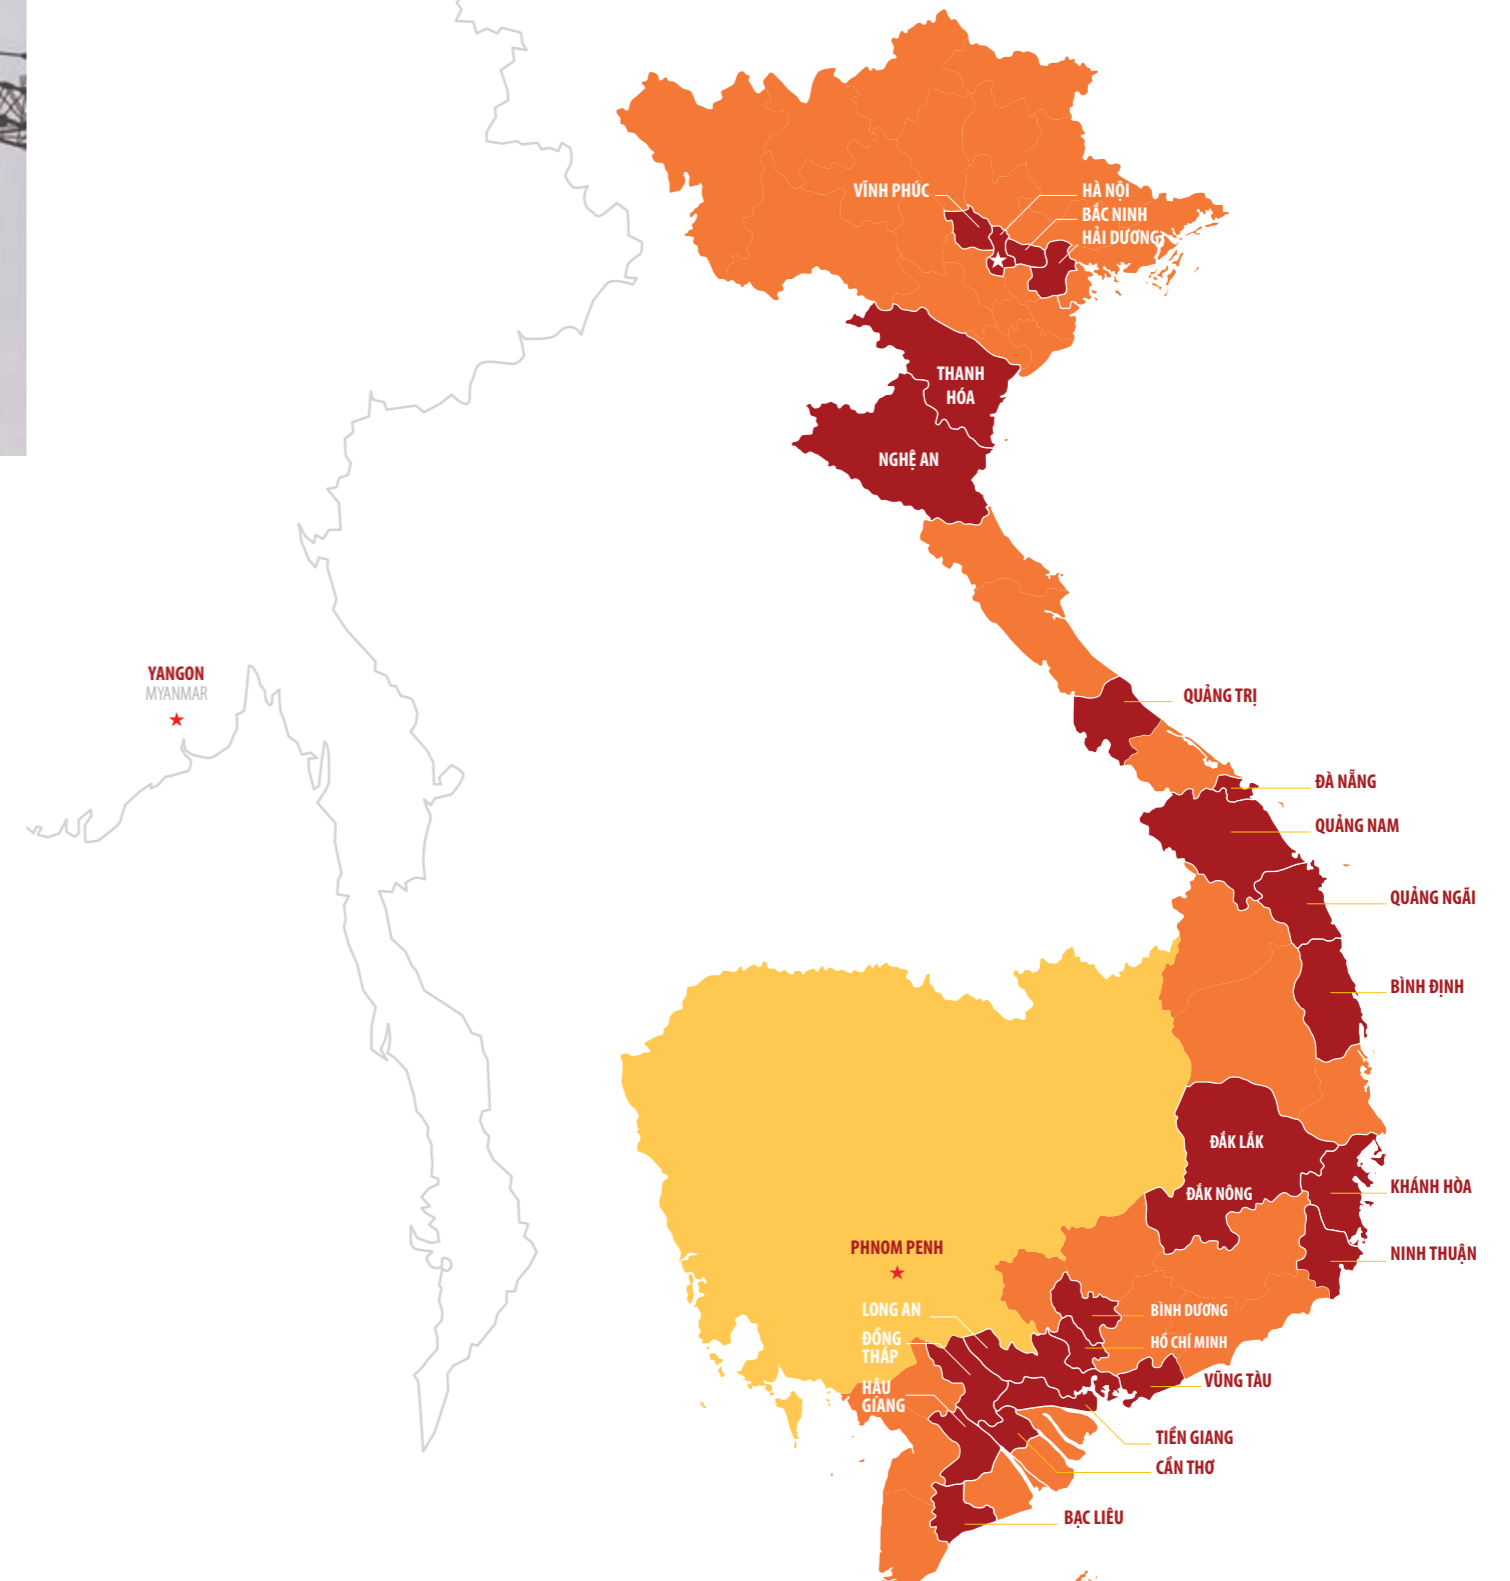 VĨNH PHÚC
HÀ NỘI
BẮC NINH
HẢI DƯƠNG
THANH
HÓA
NGHỆ AN
YANGON
MYANMAR
QUẢNG TRỊ
ĐÀ NẴNG
QUẢNG NAM
QUẢNG NGÃI
BÌNH ĐỊNH
ĐẮK LẮK
ĐẮK NÔNG
KHÁNH HÒA
PHNOM PENH
NINH THUẬN
LONG AN
BÌNH DƯƠNG
ĐỒNG
THÁP
HỒ CHÍ MINH
VŨNG TÀU
HẬU
GIANG
TIỀN GIANG
CẦN THƠ
BẠC LIÊU